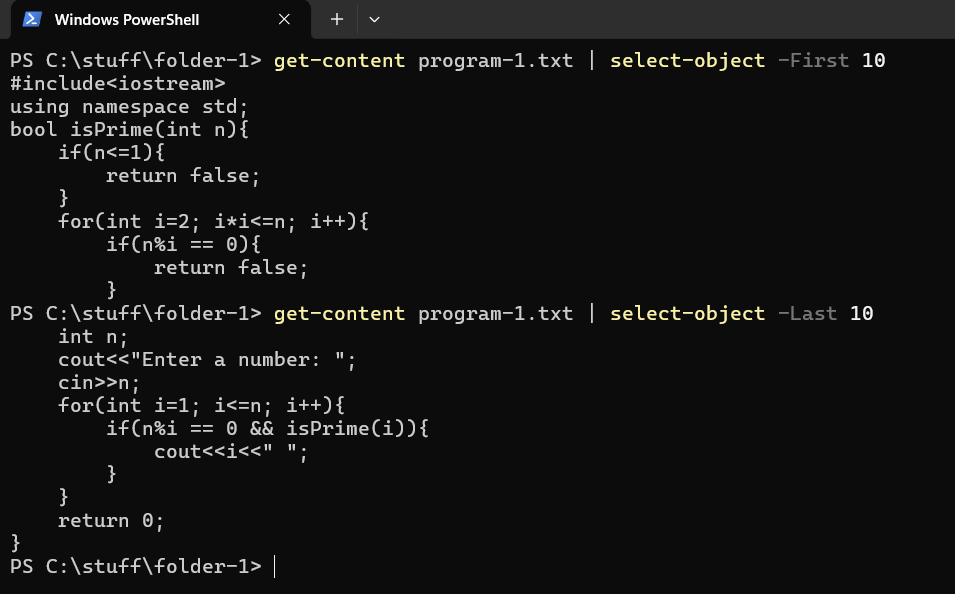 Windows PowerShell
PS C:\stuff\folder-1> get-content program-1.txt | select-object -First 10
#include<iostream>
using namespace std;
bool isPrime(int n){
    if(n<=1){
        return false;
    }
    for(int i=2; i*i<=n; i++){
        if(n%i == 0){
            return false;
        }
PS C:\stuff\folder-1> get-content program-1.txt | select-object -Last 10
    int n;
    cout<<"Enter a number: ";
    cin>>n;
    for(int i=1; i<=n; i++){
        if(n%i == 0 && isPrime(i)){
            cout<<i<<" ";
        }
    }
    return 0;
}
PS C:\stuff\folder-1>